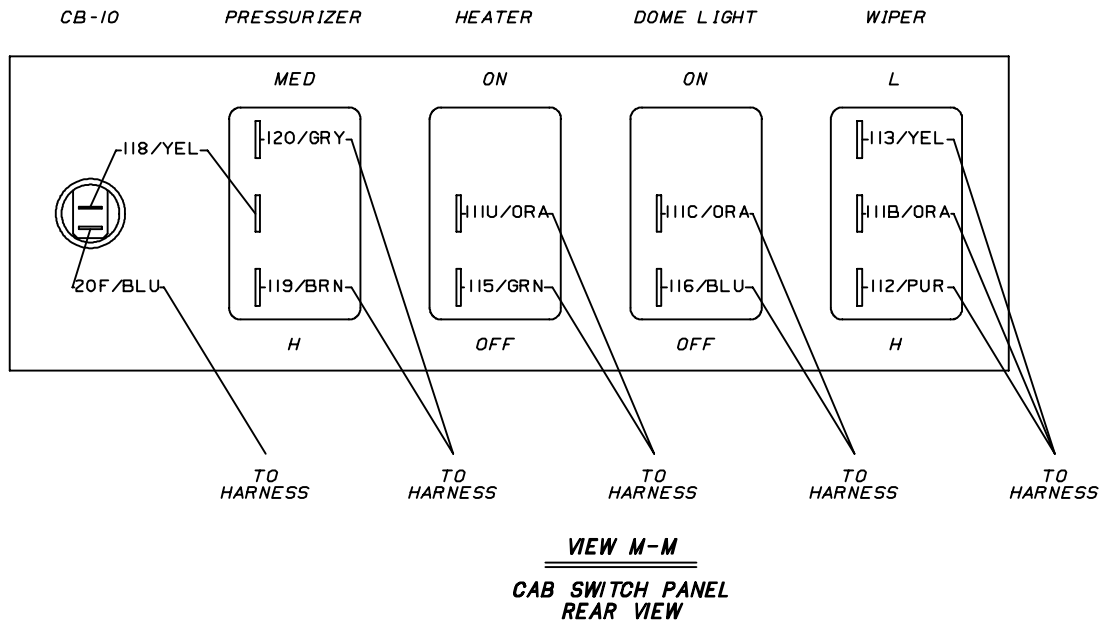 CB-10 PRESSURIZER HEATER DOME LIGHT WIPER
MED ON ON L
118/YEL 120/GRY 113/YEL
111U/ORA 111C/ORA 111B/ORA
20F/BLU 119/BRN 115/GRN 116/BLU 112/PUR
H OFF OFF H
TO TO TO TO TO
HARNESS HARNESS HARNESS HARNESS HARNESS
VIEW M-M
CAB SWITCH PANEL
REAR VIEW